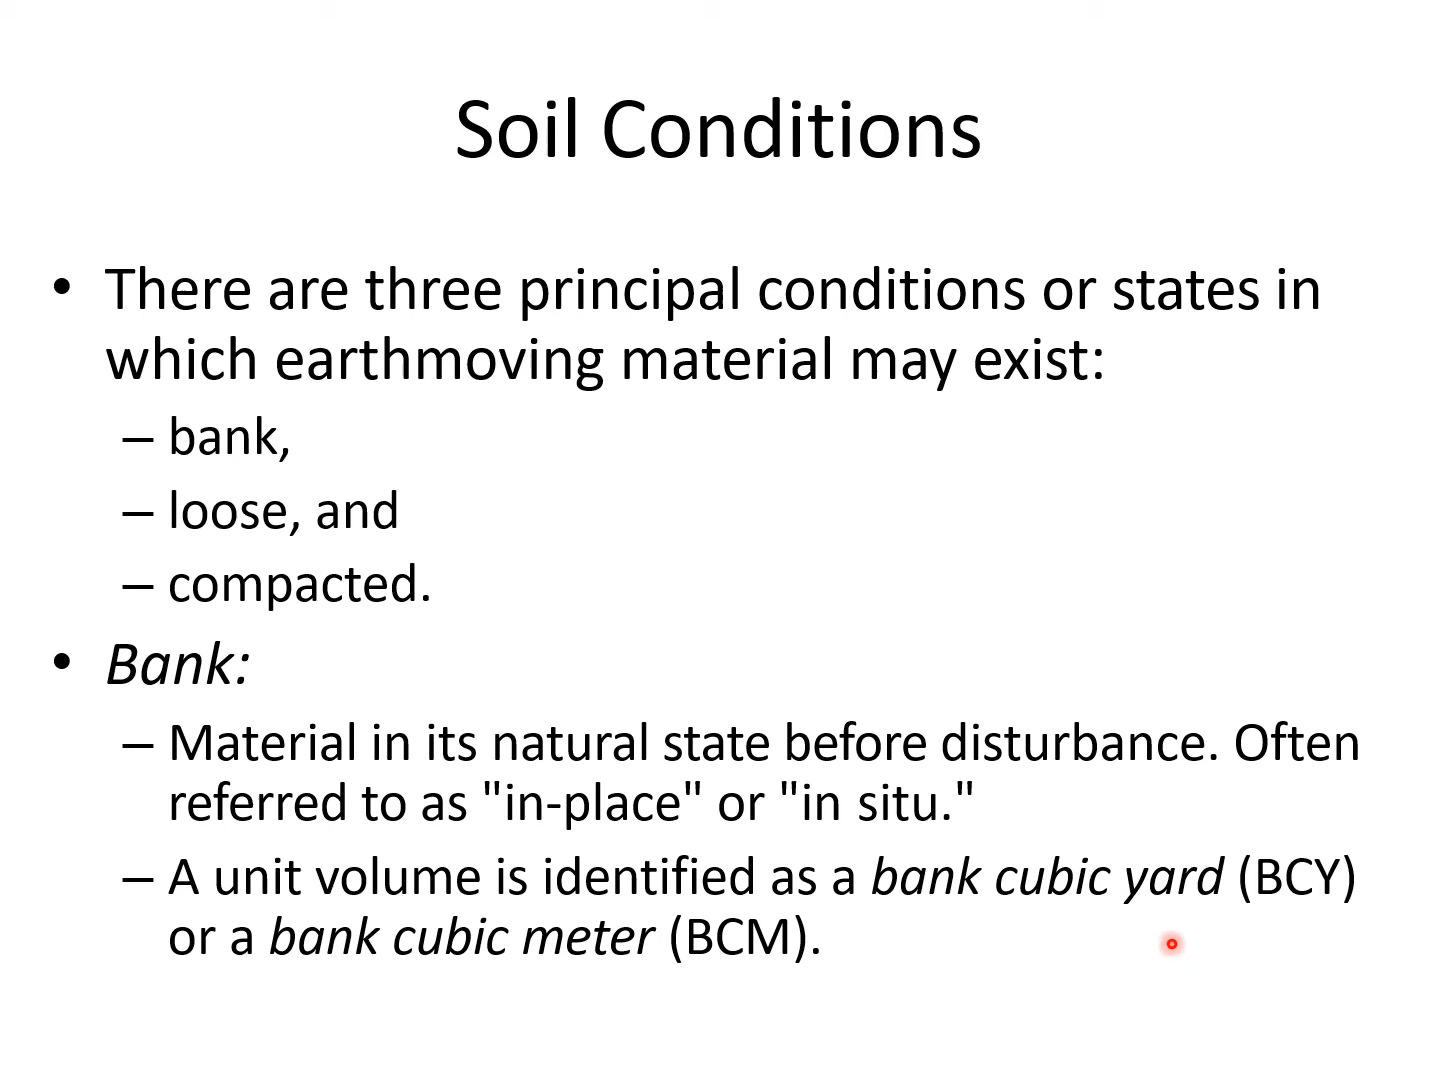 Soil Conditions
• There are three principal conditions or states in
which earthmoving material may exist:
– bank,
– loose, and
– compacted.
• Bank:
– Material in its natural state before disturbance. Often
referred to as "in-place" or "in situ."
– A unit volume is identified as a bank cubic yard (BCY)
or a bank cubic meter (BCM).